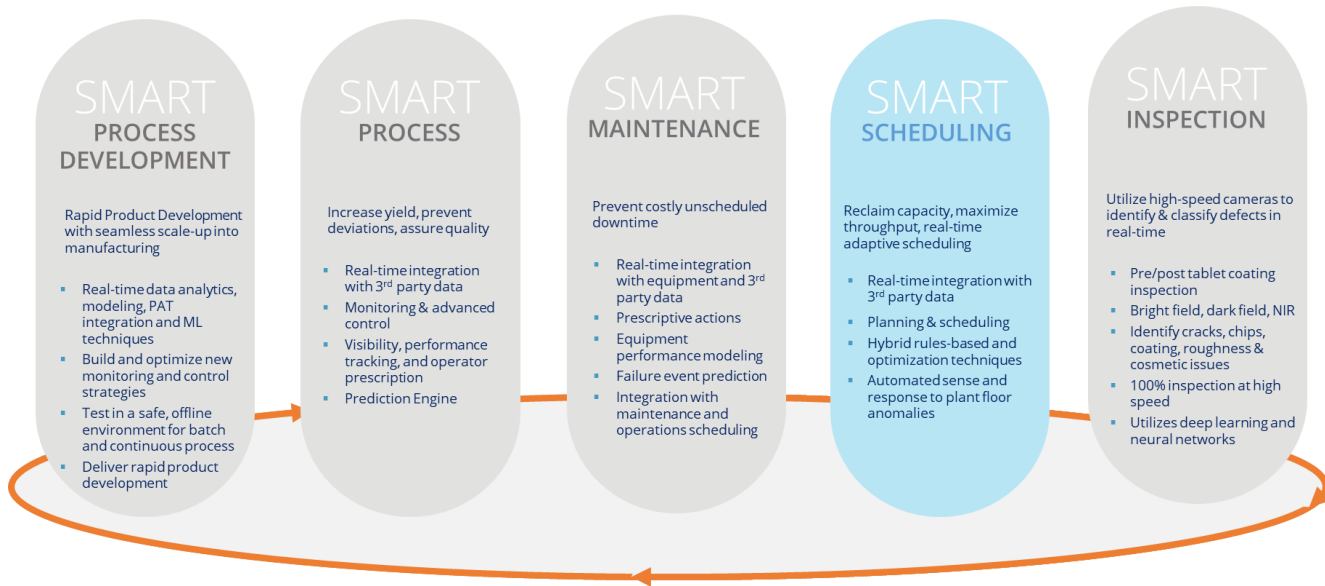 SMART
PROCESS
DEVELOPMENT
Rapid Product Development
with seamless scale-up into
manufacturing
▪ Real-time data analytics,
modeling, PAT
integration and ML
techniques
▪ Build and optimize new
monitoring and control
strategies
▪ Test in a safe, offline
environment for batch
and continuous process
▪ Deliver rapid product
development
SMART
PROCESS
Increase yield, prevent
deviations, assure quality
▪ Real-time integration
with 3rd party data
▪ Monitoring & advanced
control
▪ Visibility, performance
tracking, and operator
prescription
▪ Prediction Engine
SMART
MAINTENANCE
Prevent costly unscheduled
downtime
▪ Real-time integration
with equipment and 3rd
party data
▪ Prescriptive actions
▪ Equipment
performance modeling
▪ Failure event prediction
▪ Integration with
maintenance and
operations scheduling
SMART
SCHEDULING
Reclaim capacity, maximize
throughput, real-time
adaptive scheduling
▪ Real-time integration with
3rd party data
▪ Planning & scheduling
▪ Hybrid rules-based and
optimization techniques
▪ Automated sense and
response to plant floor
anomalies
SMART
INSPECTION
Utilize high-speed cameras to
identify & classify defects in
real-time
▪ Pre/post tablet coating
inspection
▪ Bright field, dark field, NIR
▪ Identify cracks, chips,
coating, roughness &
cosmetic issues
▪ 100% inspection at high
speed
▪ Utilizes deep learning and
neural networks